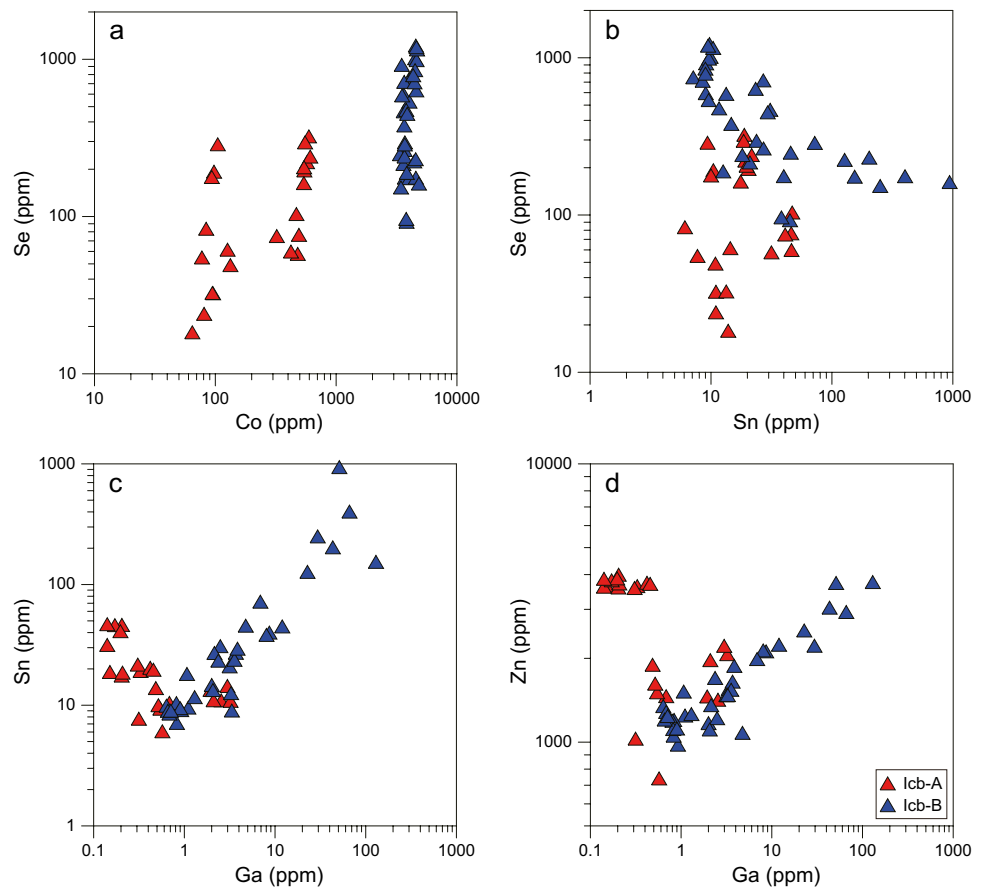 a
1000
100
10
Se (ppm)
10 100 1000 10000
Co (ppm)
b
1000
100
10
Se (ppm)
1 10 100 1000
Sn (ppm)
c
1000
100
10
1
Sn (ppm)
0.1 1 10 100 1000
Ga (ppm)
d
10000
1000
Zn (ppm)
0.1 1 10 100 1000
Ga (ppm)
Icb-A
Icb-B